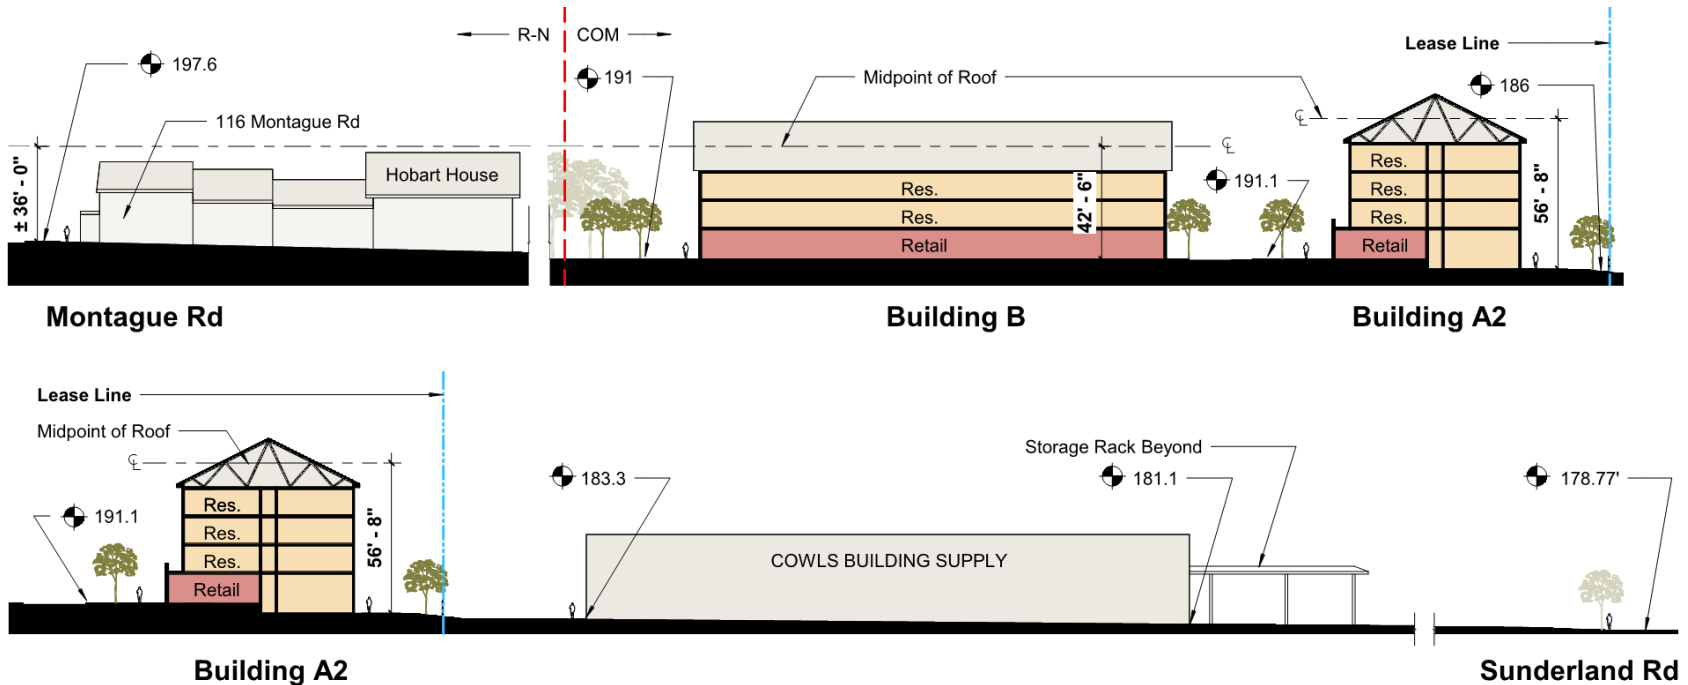 R-N COM
Lease Line
197.6
191
Midpoint of Roof
186
116 Montague Rd
℄
± 36' - 0"
Hobart House
℄
Res.
191.1
Res.
Res.
42' - 6"
Res.
Res.
56' - 8"
Retail
Retail
Montague Rd
Building B
Building A2
Lease Line
Midpoint of Roof
℄
Storage Rack Beyond
183.3
181.1
178.77'
191.1
Res.
Res.
Res.
56' - 8"
Retail
COWLS BUILDING SUPPLY
Building A2
Sunderland Rd